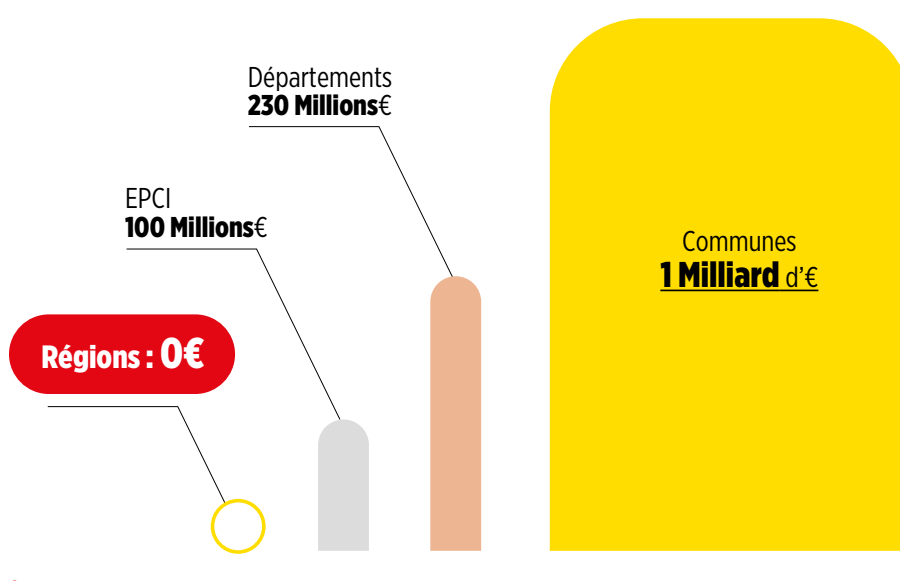 Départements
230 Millions€
EPCI
100 Millions€
Communes
1 Milliard d'€
Régions : 0€